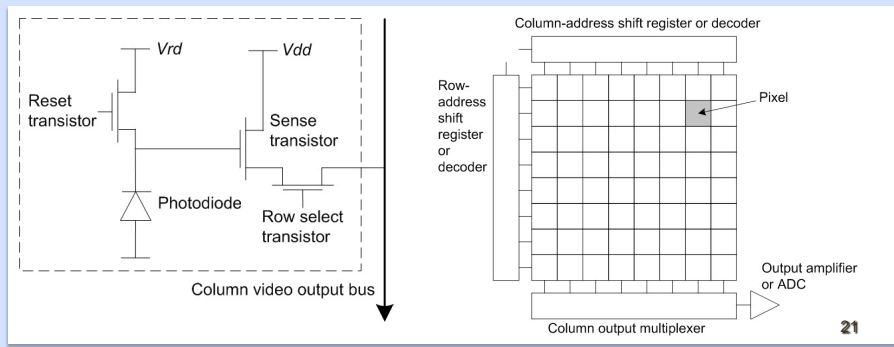 Vrd
Vdd
Reset
transistor
Sense
transistor
Photodiode
Row select
transistor
Column video output bus
Column-address shift register or decoder
Row-
address
shift
register
or
decoder
Pixel
Output amplifier
or ADC
Column output multiplexer
21